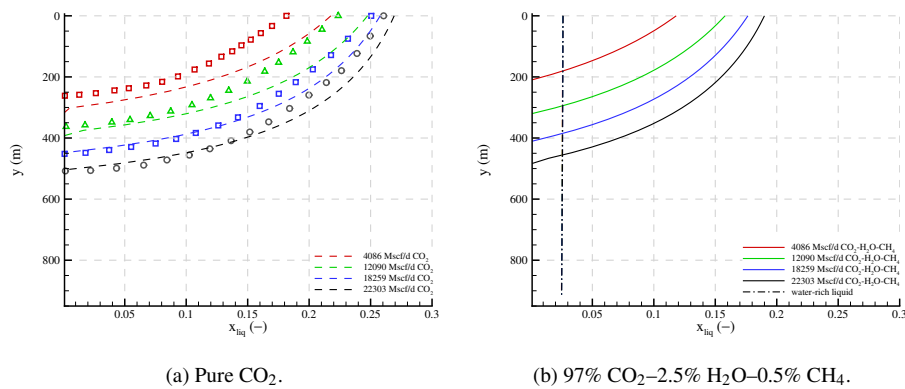 0
200
400
600
800
y (m)
0.05
0.1
0.15
0.2
0.25
0.3
x_liq (−)
4086 Mscf/d CO₂
12090 Mscf/d CO₂
18259 Mscf/d CO₂
22303 Mscf/d CO₂
(a) Pure CO₂.
0
200
400
600
800
y (m)
0.05
0.1
0.15
0.2
0.25
0.3
x_liq (−)
4086 Mscf/d CO₂-H₂O-CH₄
12090 Mscf/d CO₂-H₂O-CH₄
18259 Mscf/d CO₂-H₂O-CH₄
22303 Mscf/d CO₂-H₂O-CH₄
water-rich liquid
(b) 97% CO₂–2.5% H₂O–0.5% CH₄.